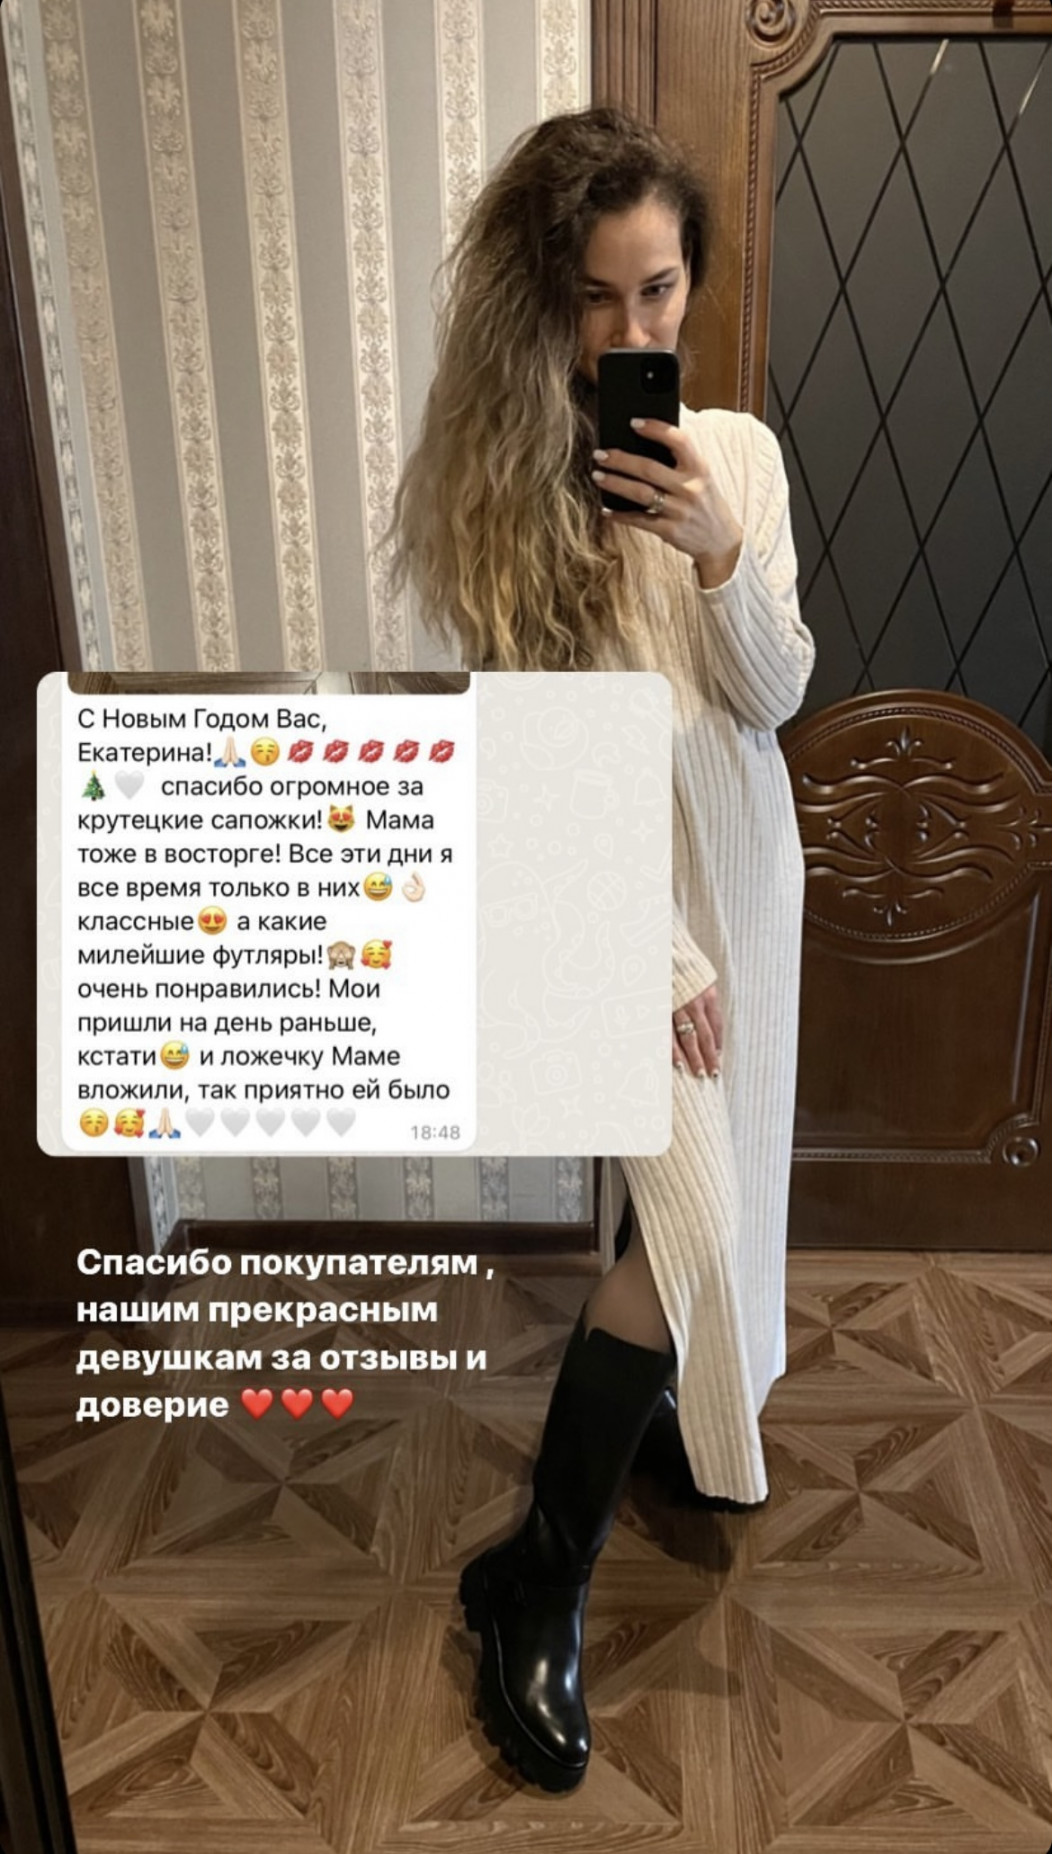 С Новым Годом Вас,
Екатерина!🙏🏻😚💋💋💋💋💋
🎄🤍 спасибо огромное за
крутецкие сапожки!😻 Мама
тоже в восторге! Все эти дни я
все время только в них😅👌🏻
классные😍 а какие
милейшие футляры!🙈🥰
очень понравились! Мои
пришли на день раньше,
кстати😅 и ложечку Маме
вложили, так приятно ей было
😚🥰🙏🏻🤍🤍🤍🤍🤍 18:48
Спасибо покупателям ,
нашим прекрасным
девушкам за отзывы и
доверие ❤️❤️❤️